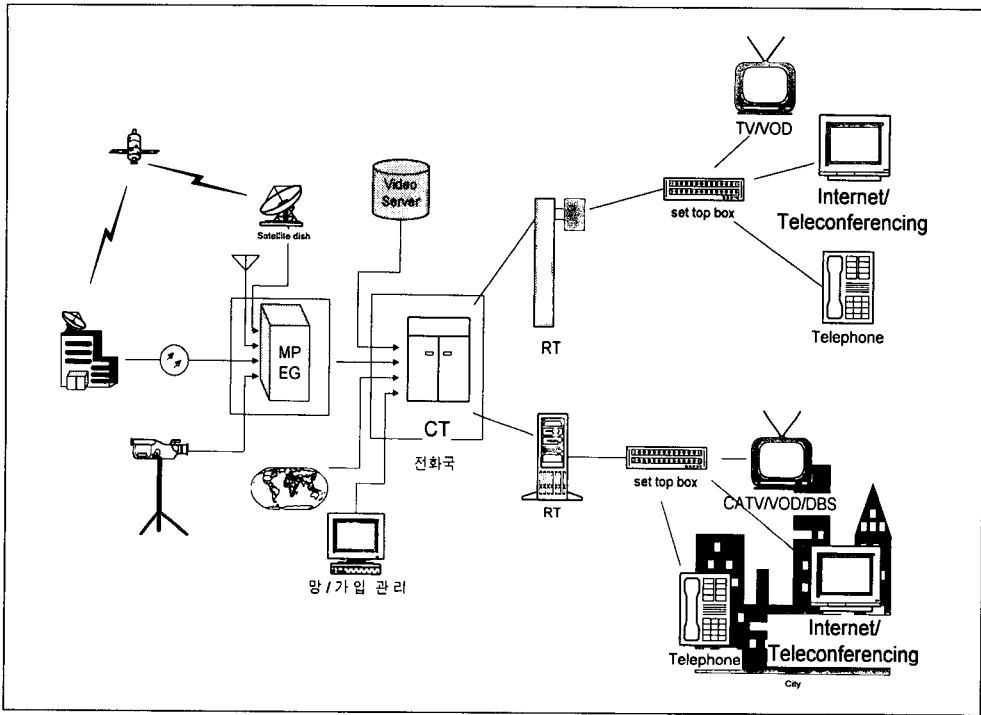 TV/VOD
Internet/
Teleconferencing
Video
Server
set top box
Satellite dish
Telephone
RT
MP
EG
CT
전화국
set top box
RT
CATV/VOD/DBS
망/가입 관리
Internet/
Telephone
Teleconferencing
City